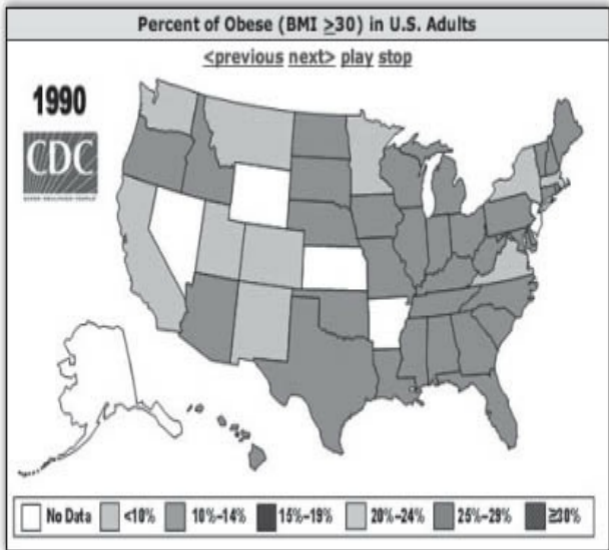 Percent of Obese (BMI ≥30) in U.S. Adults
<previous next> play stop
1990
CDC
No Data <10% 10%–14% 15%–19% 20%–24% 25%–29% ≥30%